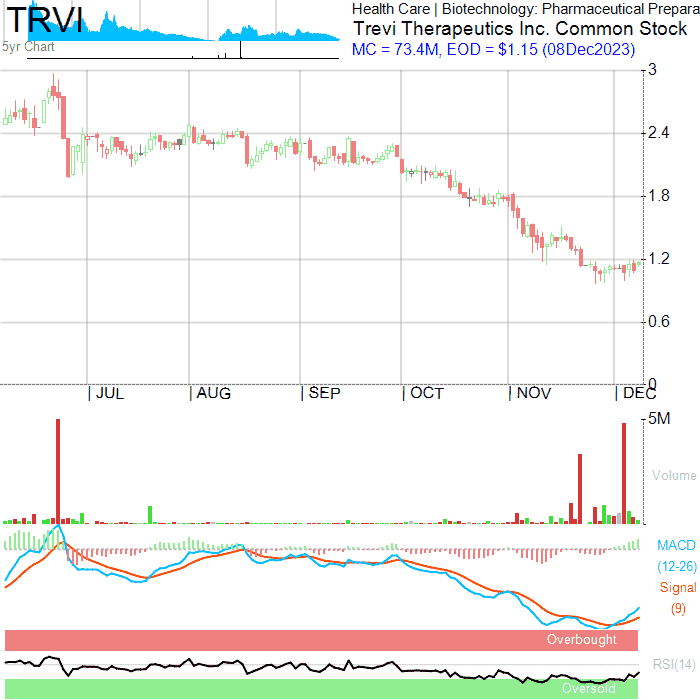 TRVI
Health Care | Biotechnology: Pharmaceutical Prepara
Trevi Therapeutics Inc. Common Stock
5yr Chart
MC = 73.4M, EOD = $1.15 (08Dec2023)
3
2.4
1.8
1.2
0.6
0
JUL AUG SEP OCT NOV DEC
5M
Volume
MACD
(12-26)
Signal
(9)
Overbought
RSI(14)
Oversold